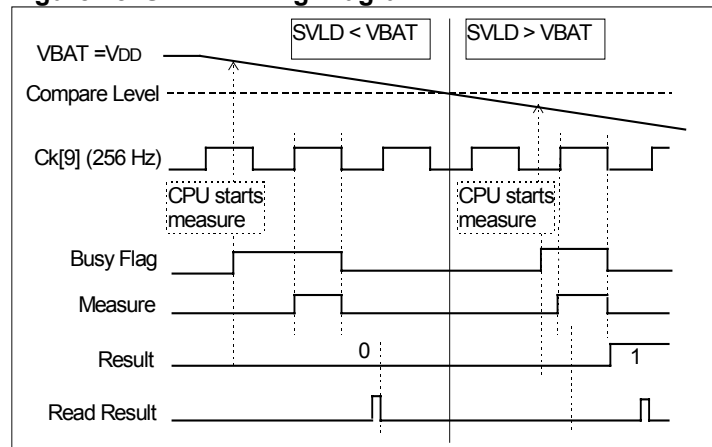 SVLD < VBAT
SVLD > VBAT
VBAT =VDD
Compare Level
Ck[9] (256 Hz)
CPU starts
measure
CPU starts
measure
Busy Flag
Measure
Result
0
1
Read Result